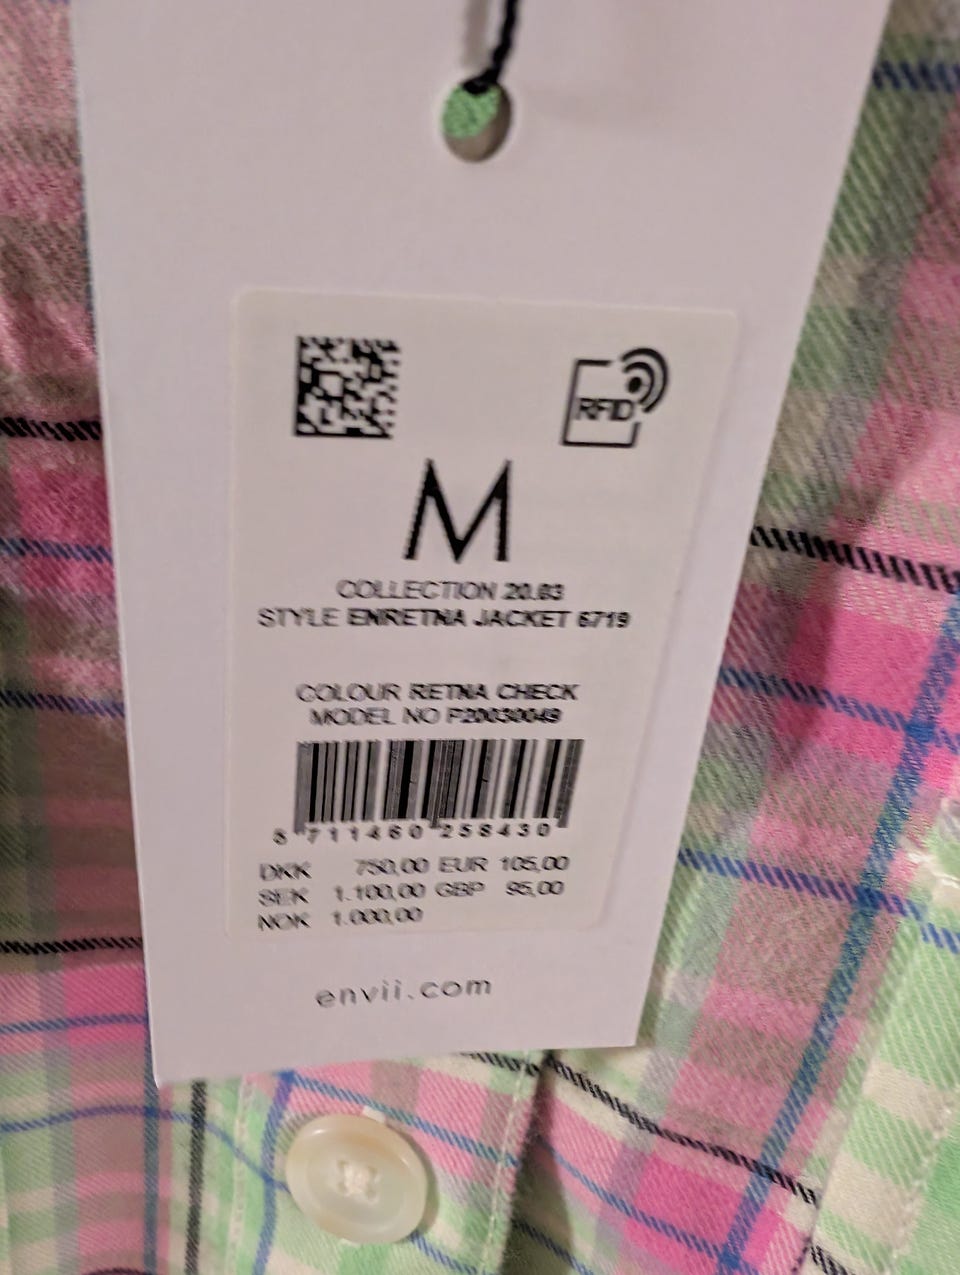 RFID
M
COLLECTION 20.03
STYLE ENRETNA JACKET 6719
COLOUR RETNA CHECK
MODEL NO P20030049
5 711460 258430
DKK 750,00 EUR 105,00
SEK 1.100,00 GBP 95,00
NOK 1.000,00
envii.com